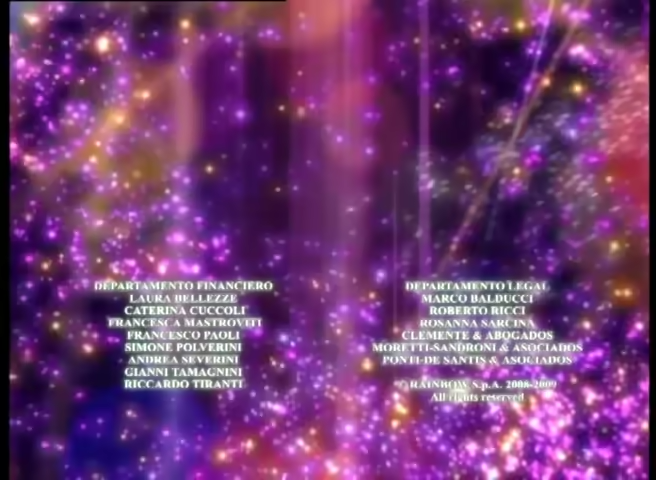 DEPARTAMENTO FINANCIERO
LAURA BELLEZZE
CATERINA CUCCOLI
FRANCESCA MASTROVITI
FRANCESCO PAOLI
SIMONE POLVERINI
ANDREA SEVERINI
GIANNI TAMAGNINI
RICCARDO TIRANTI
DEPARTAMENTO LEGAL
MARCO BALDUCCI
ROBERTO RICCI
ROSANNA SARCINA
CLEMENTE & ABOGADOS
MORETTI-SANDRONI & ASOCIADOS
PONTI-DE SANTIS & ASOCIADOS
© RAINBOW S.p.A. 2008-2009
All rights reserved